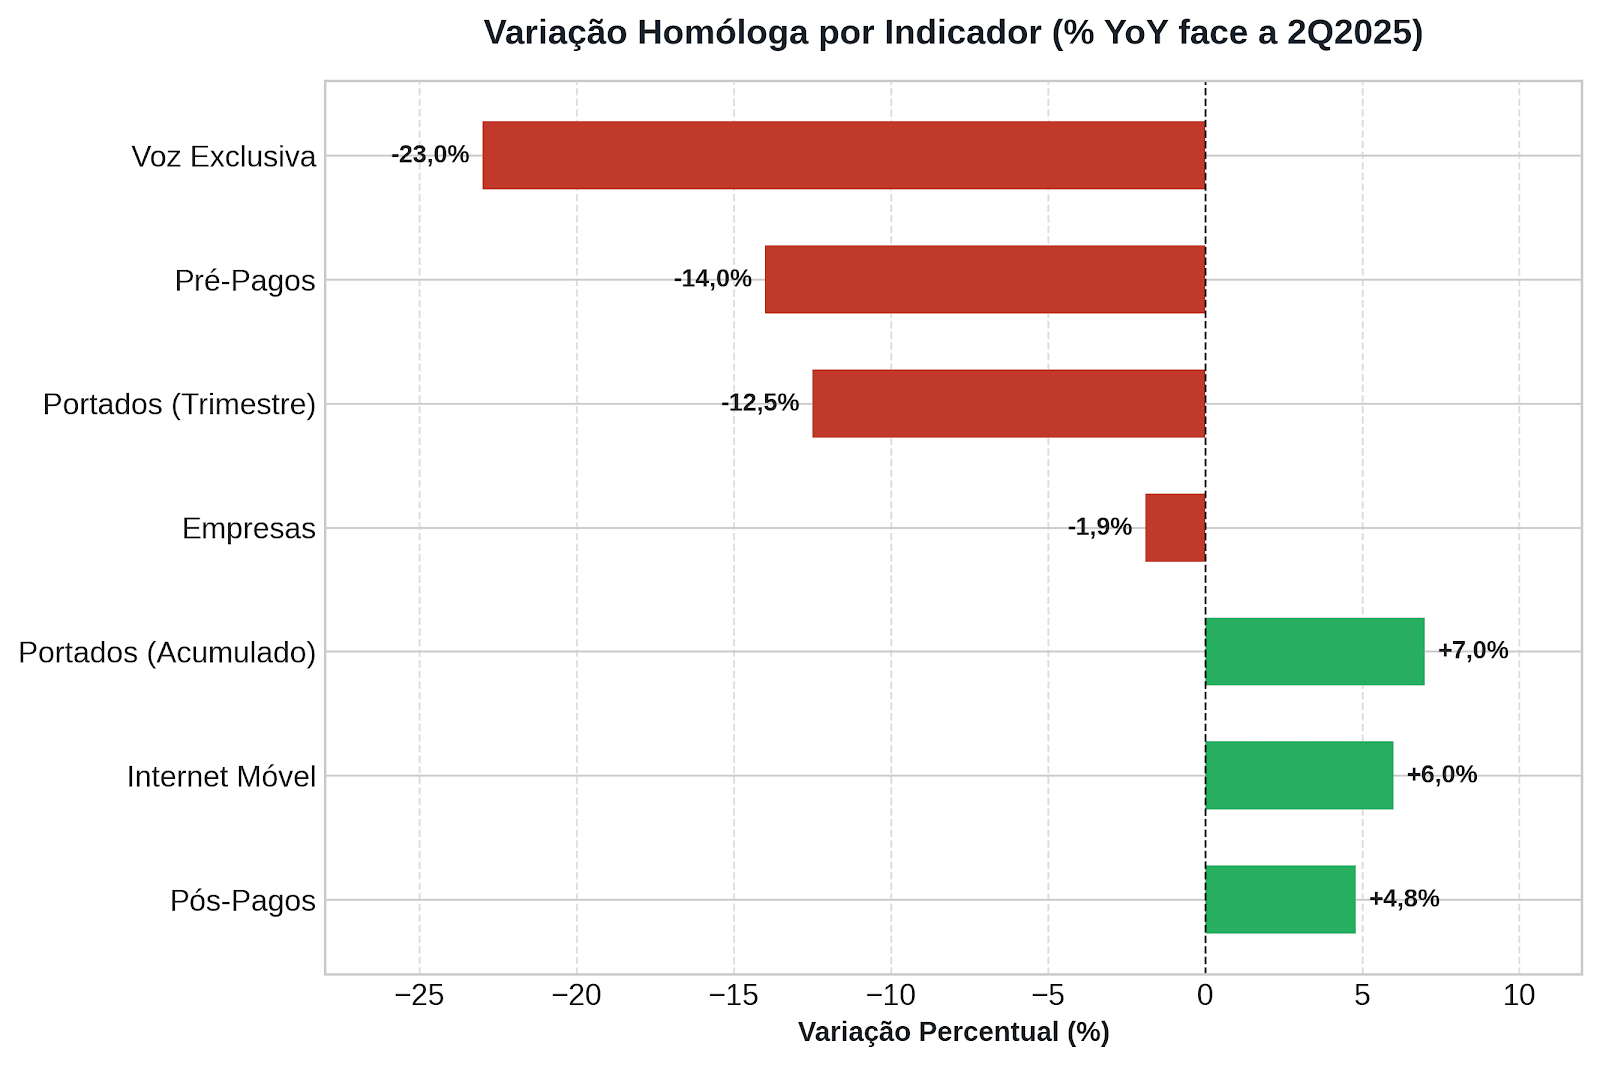 Variação Homóloga por Indicador (% YoY face a 2Q2025)
Voz Exclusiva
-23,0%
Pré-Pagos
-14,0%
Portados (Trimestre)
-12,5%
Empresas
-1,9%
Portados (Acumulado)
+7,0%
Internet Móvel
+6,0%
Pós-Pagos
+4,8%
−25 −20 −15 −10 −5 0 5 10
Variação Percentual (%)